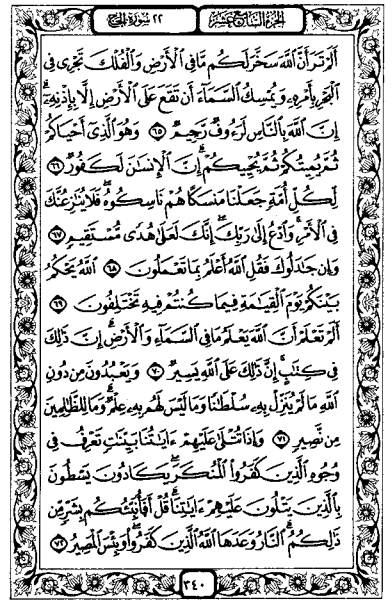 الجزء السابع عشر ٢٢ سورة الحج
أَلَمْ تَرَ أَنَّ ٱللَّهَ سَخَّرَ لَكُم مَّا فِى ٱلْأَرْضِ وَٱلْفُلْكَ تَجْرِى فِى
ٱلْبَحْرِ بِأَمْرِهِۦ وَيُمْسِكُ ٱلسَّمَآءَ أَن تَقَعَ عَلَى ٱلْأَرْضِ إِلَّا بِإِذْنِهِۦٓ
إِنَّ ٱللَّهَ بِٱلنَّاسِ لَرَءُوفٌ رَّحِيمٌ ٦٥ وَهُوَ ٱلَّذِىٓ أَحْيَاكُمْ
ثُمَّ يُمِيتُكُمْ ثُمَّ يُحْيِيكُمْ إِنَّ ٱلْإِنسَٰنَ لَكَفُورٌ ٦٦
لِّكُلِّ أُمَّةٍ جَعَلْنَا مَنسَكًا هُمْ نَاسِكُوهُ فَلَا يُنَٰزِعُنَّكَ
فِى ٱلْأَمْرِ وَٱدْعُ إِلَىٰ رَبِّكَ إِنَّكَ لَعَلَىٰ هُدًى مُّسْتَقِيمٍ ٦٧
وَإِن جَٰدَلُوكَ فَقُلِ ٱللَّهُ أَعْلَمُ بِمَا تَعْمَلُونَ ٦٨ ٱللَّهُ يَحْكُمُ
بَيْنَكُمْ يَوْمَ ٱلْقِيَٰمَةِ فِيمَا كُنتُمْ فِيهِ تَخْتَلِفُونَ ٦٩
أَلَمْ تَعْلَمْ أَنَّ ٱللَّهَ يَعْلَمُ مَا فِى ٱلسَّمَآءِ وَٱلْأَرْضِ إِنَّ ذَٰلِكَ
فِى كِتَٰبٍ إِنَّ ذَٰلِكَ عَلَى ٱللَّهِ يَسِيرٌ ٧٠ وَيَعْبُدُونَ مِن دُونِ
ٱللَّهِ مَا لَمْ يُنَزِّلْ بِهِۦ سُلْطَٰنًا وَمَا لَيْسَ لَهُم بِهِۦ عِلْمٌ وَمَا لِلظَّٰلِمِينَ
مِن نَّصِيرٍ ٧١ وَإِذَا تُتْلَىٰ عَلَيْهِمْ ءَايَٰتُنَا بَيِّنَٰتٍ تَعْرِفُ فِى
وُجُوهِ ٱلَّذِينَ كَفَرُوا۟ ٱلْمُنكَرَ يَكَادُونَ يَسْطُونَ
بِٱلَّذِينَ يَتْلُونَ عَلَيْهِمْ ءَايَٰتِنَا قُلْ أَفَأُنَبِّئُكُم بِشَرٍّ مِّن
ذَٰلِكُمُ ٱلنَّارُ وَعَدَهَا ٱللَّهُ ٱلَّذِينَ كَفَرُوا۟ وَبِئْسَ ٱلْمَصِيرُ ٧٢
٣٤٠